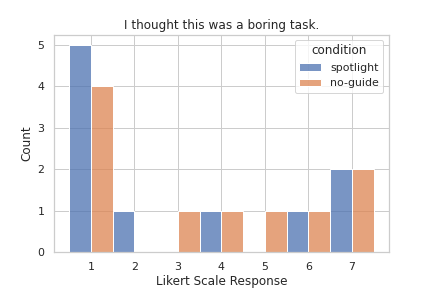 I thought this was a boring task.
condition
spotlight
no-guide
5
4
3
2
1
0
Count
1 2 3 4 5 6 7
Likert Scale Response